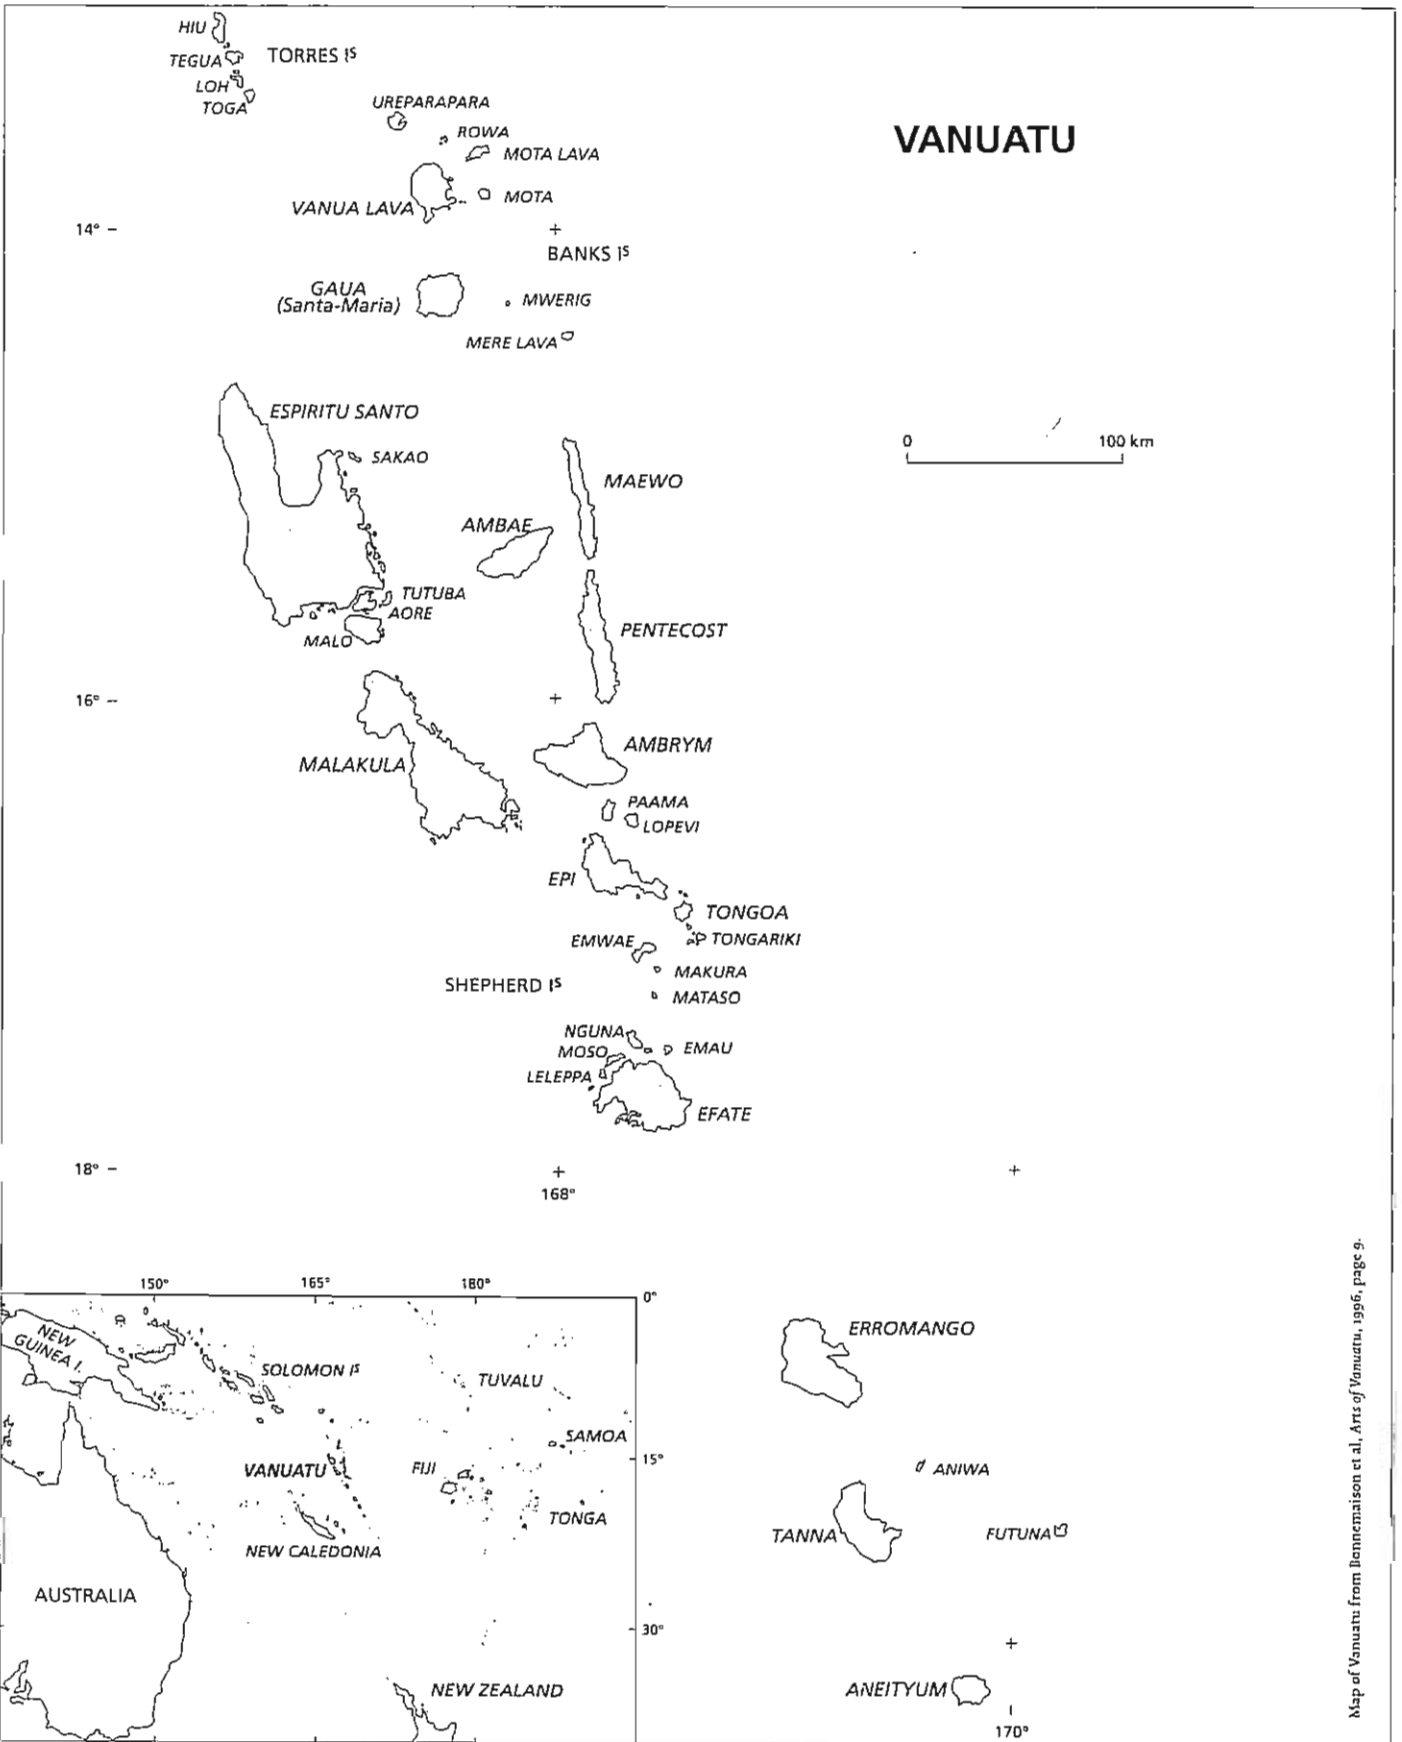 HIU
TEGUA
TORRES IS
LOH
TOGA
UREPARAPARA
ROWA
MOTA LAVA
VANUATU
VANUA LAVA
MOTA
14°
BANKS IS
GAUA
(Santa-Maria)
MWERIG
MERE LAVA
ESPIRITU SANTO
SAKAO
0 100 km
MAEWO
AMBAE
TUTUBA
AORE
MALO
PENTECOST
16°
MALAKULA
AMBRYM
PAAMA
LOPEVI
EPI
TONGOA
TONGARIKI
EMWAE
MAKURA
SHEPHERD IS
MATASO
NGUNA
MOSO
EMAU
LELEPPA
EFATE
18°
168°
150° 165° 180°
0°
NEW
GUINEA I.
SOLOMON IS
TUVALU
SAMOA
VANUATU
FIJI
15°
TONGA
NEW CALEDONIA
AUSTRALIA
30°
NEW ZEALAND
ERROMANGO
ANIWA
TANNA
FUTUNA
ANEITYUM
170°
Map of Vanuatu from Bonnemaison et al, Arts of Vanuatu, 1996, page 9.